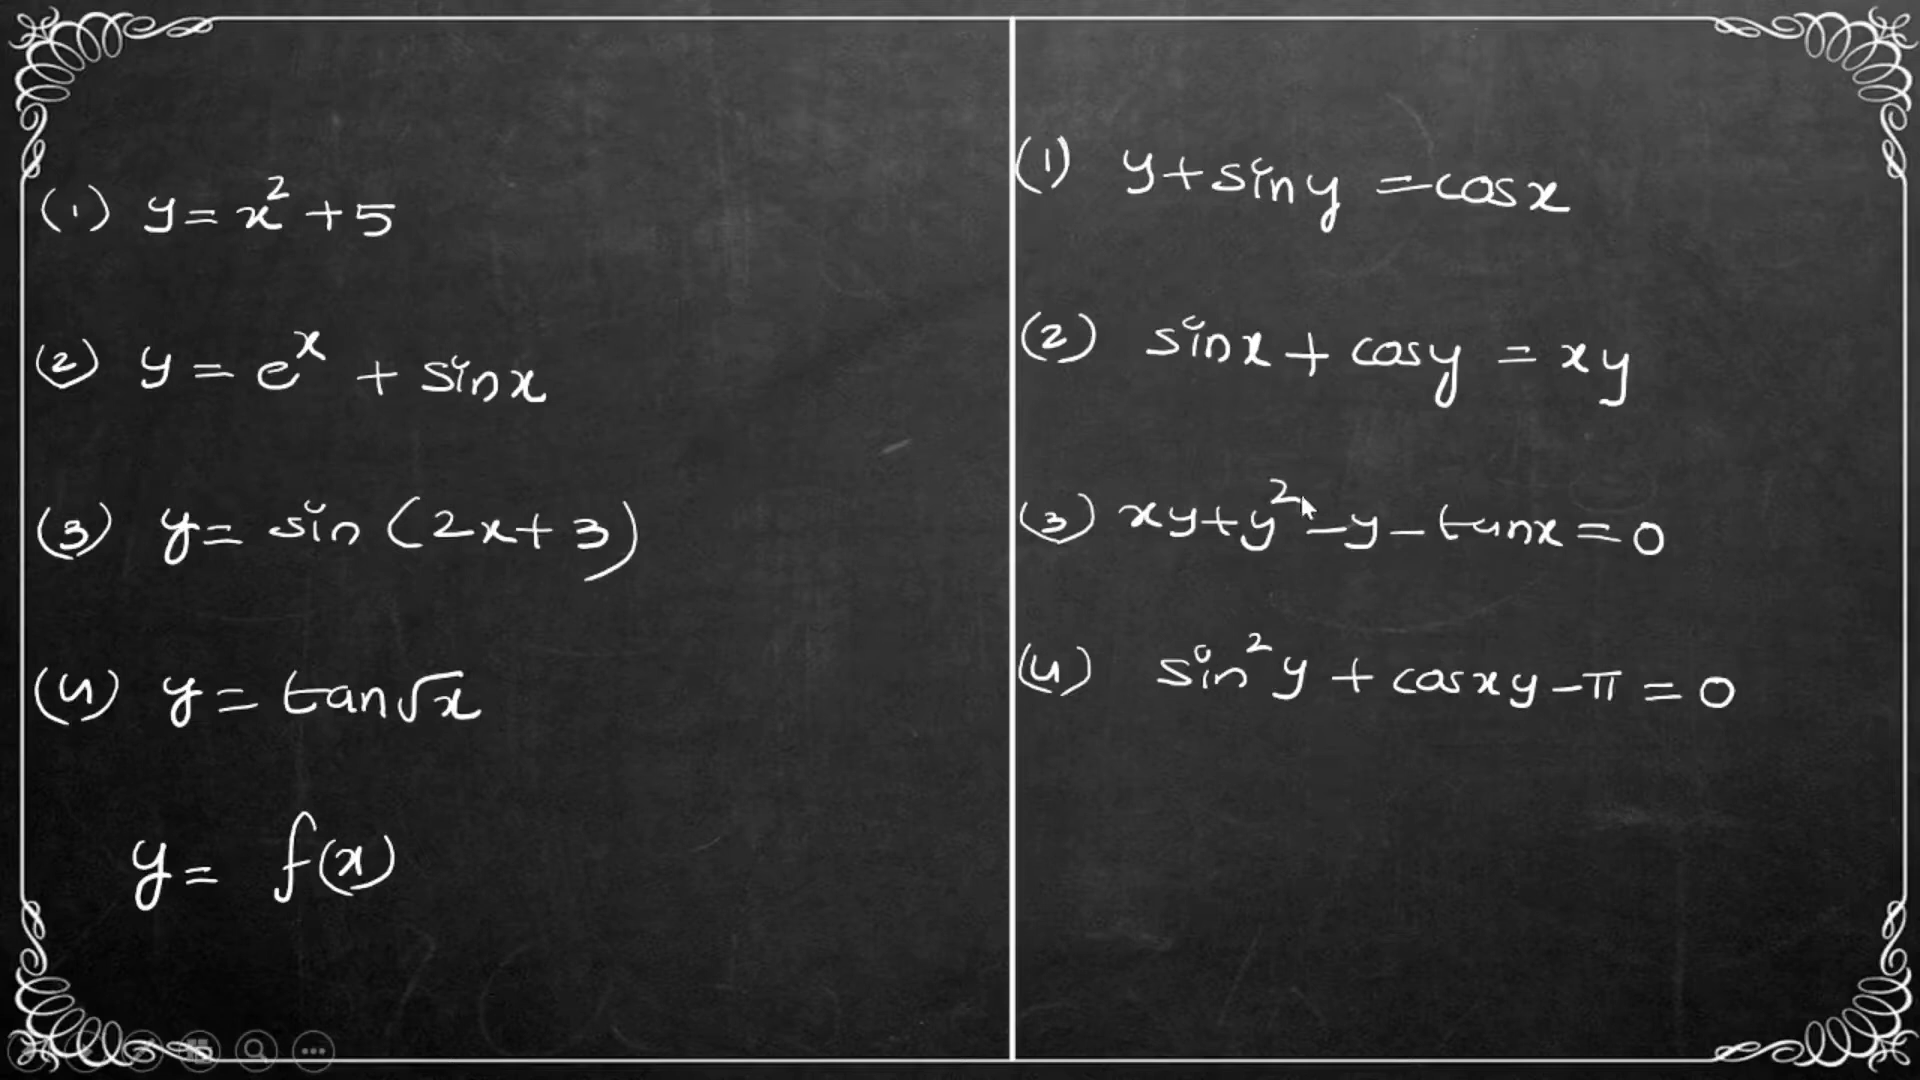 (1) y = x² + 5
(2) y = eˣ + sin x
(3) y = sin (2x + 3)
(4) y = tan √x
y = f(x)
(1) y + sin y = cos x
(2) sin x + cos y = xy
(3) xy + y² - y - tan x = 0
(4) sin² y + cos xy - π = 0